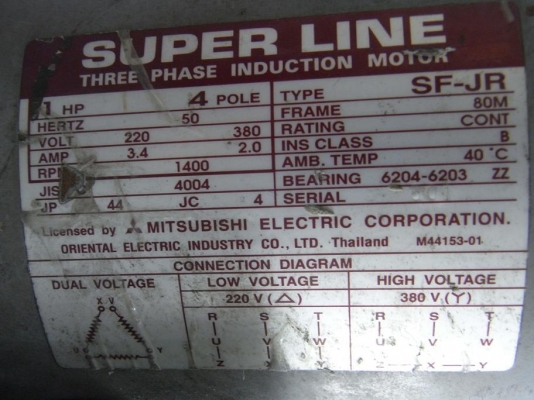 SUPER LINE
THREE PHASE INDUCTION MOTOR
1 HP 4 POLE TYPE SF-JR
HERTZ 50 FRAME 80M
VOLT 220 380 RATING CONT
AMP 3.4 2.0 INS CLASS B
RPM 1400 AMB. TEMP 40 °C
JIS 4004 BEARING 6204-6203 ZZ
JP 44 JC 4 SERIAL
Licensed by MITSUBISHI ELECTRIC CORPORATION.
ORIENTAL ELECTRIC INDUSTRY CO., LTD. Thailand M44153-01
CONNECTION DIAGRAM
DUAL VOLTAGE LOW VOLTAGE HIGH VOLTAGE
220 V (△) 380 V (Y)
X V R S T R S T
U V W U V W
Y Z X Y Z X Y